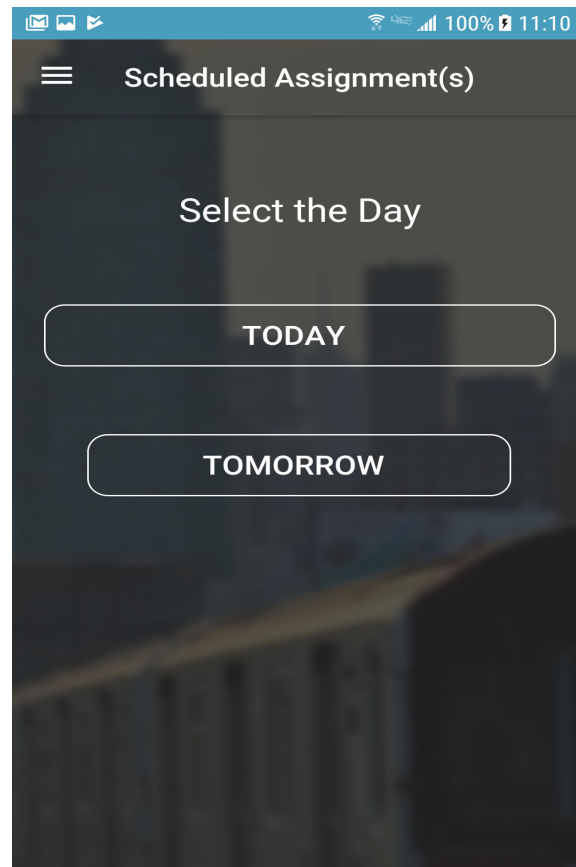 100% 11:10
Scheduled Assignment(s)
Select the Day
TODAY
TOMORROW